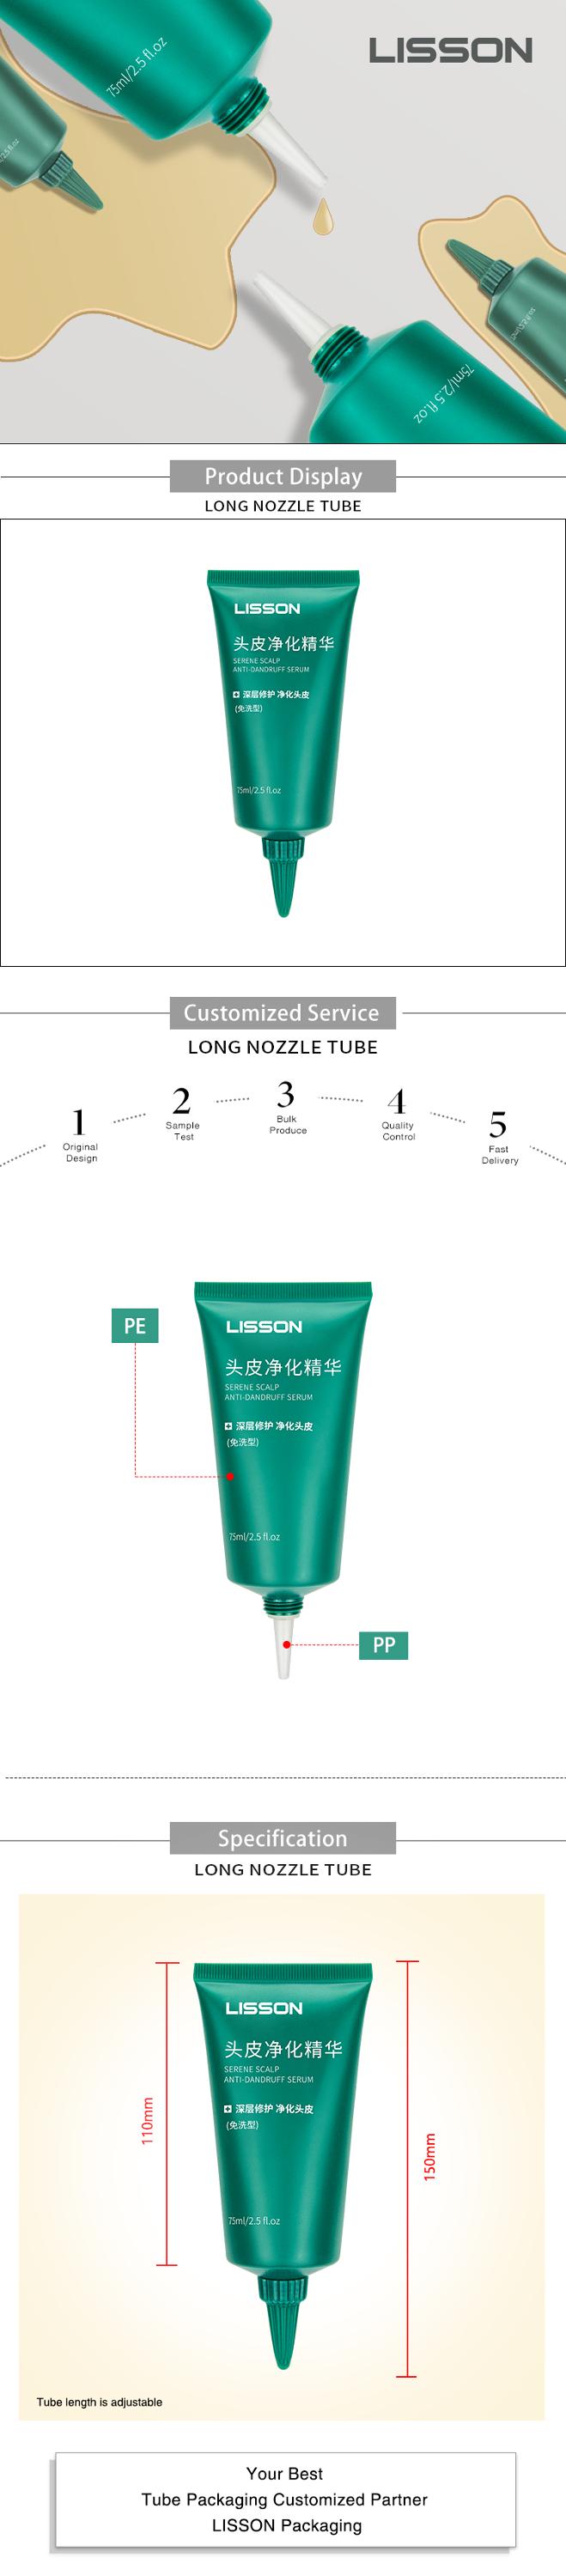 LISSON
75ml/2.5 fl.oz
75ml/2.5 fl.oz
Product Display
LONG NOZZLE TUBE
LISSON
头皮净化精华
SERENE SCALP
ANTI-DANDRUFF SERUM
深层修护 净化头皮
(免洗型)
75ml/2.5 fl.oz
Customized Service
LONG NOZZLE TUBE
1
Original
Design
2
Sample
Test
3
Bulk
Produce
4
Quality
Control
5
Fast
Delivery
PE
LISSON
头皮净化精华
SERENE SCALP
ANTI-DANDRUFF SERUM
深层修护 净化头皮
(免洗型)
75ml/2.5 fl.oz
PP
Specification
LONG NOZZLE TUBE
LISSON
头皮净化精华
SERENE SCALP
ANTI-DANDRUFF SERUM
深层修护 净化头皮
(免洗型)
75ml/2.5 fl.oz
110mm
150mm
Tube length is adjustable
Your Best
Tube Packaging Customized Partner
LISSON Packaging